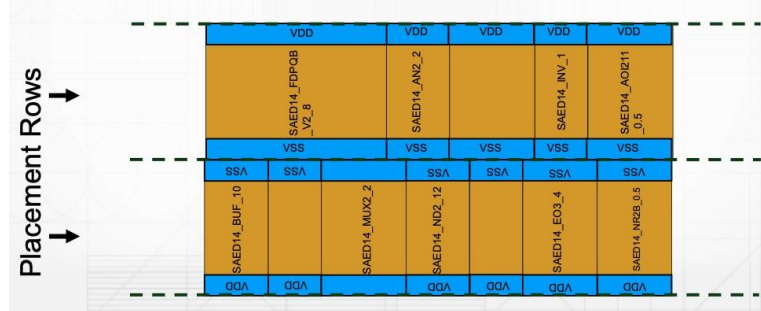 Placement Rows
VDD VDD VDD VDD VDD
SAED14_FDPQB
_V2_8
SAED14_AN2_2
SAED14_INV_1
SAED14_AOI211
_0.5
VSS VSS VSS VSS VSS
VSS VSS VSS VSS VSS VSS
SAED14_BUF_10
SAED14_MUX2_2
SAED14_ND2_12
SAED14_EO3_4
SAED14_NR2B_0.5
VDD VDD VDD VDD VDD VDD